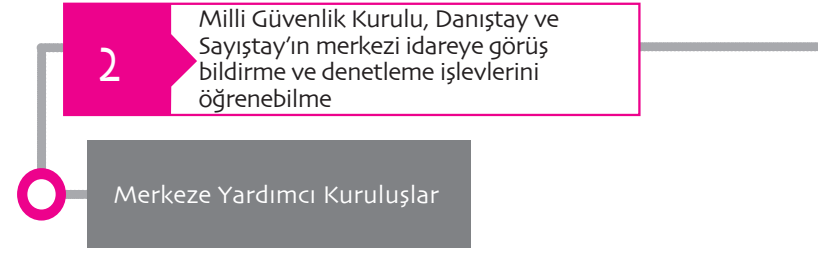 2
Milli Güvenlik Kurulu, Danıştay ve
Sayıştay’ın merkezi idareye görüş
bildirme ve denetleme işlevlerini
öğrenebilme
Merkeze Yardımcı Kuruluşlar